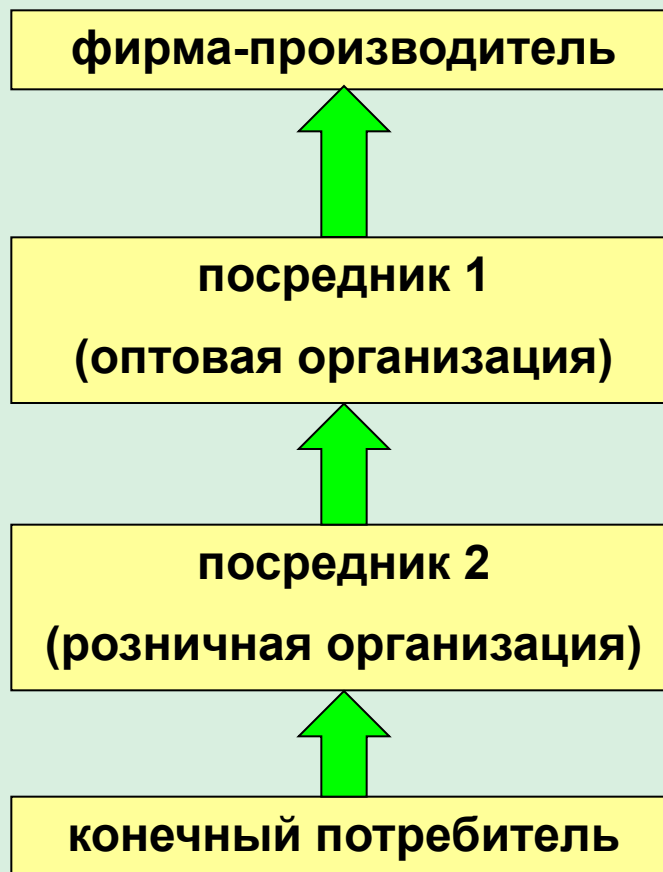 фирма-производитель
посредник 1
(оптовая организация)
посредник 2
(розничная организация)
конечный потребитель